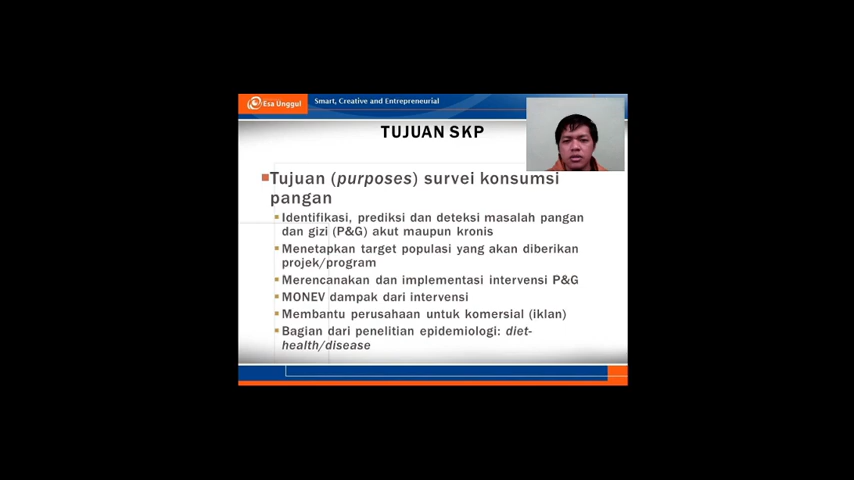 Esa Unggul
Smart, Creative and Entrepreneurial
TUJUAN SKP
Tujuan (purposes) survei konsumsi
pangan
Identifikasi, prediksi dan deteksi masalah pangan
dan gizi (P&G) akut maupun kronis
Menetapkan target populasi yang akan diberikan
projek/program
Merencanakan dan implementasi intervensi P&G
MONEV dampak dari intervensi
Membantu perusahaan untuk komersial (iklan)
Bagian dari penelitian epidemiologi: diet-
health/disease